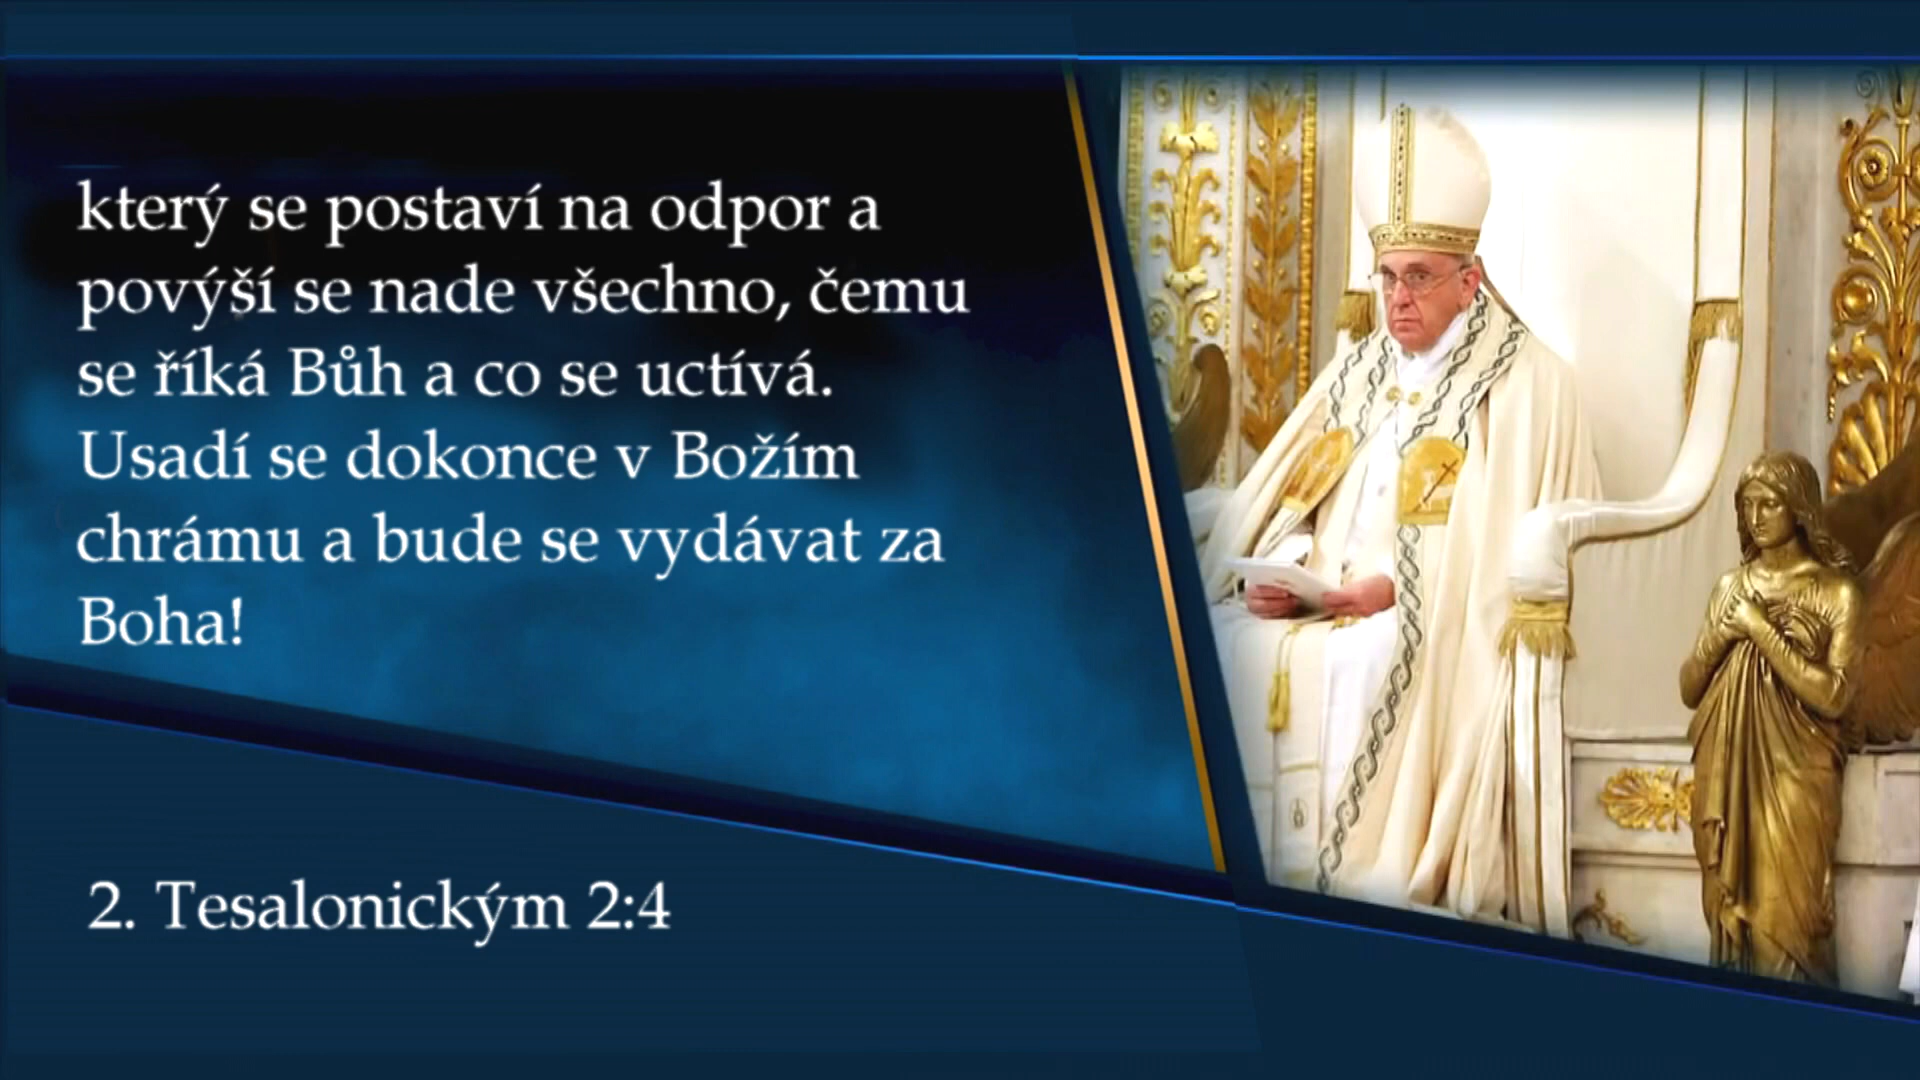 který se postaví na odpor a
povýší se nade všechno, čemu
se říká Bůh a co se uctívá.
Usadí se dokonce v Božím
chrámu a bude se vydávat za
Boha!
2. Tesalonickým 2:4